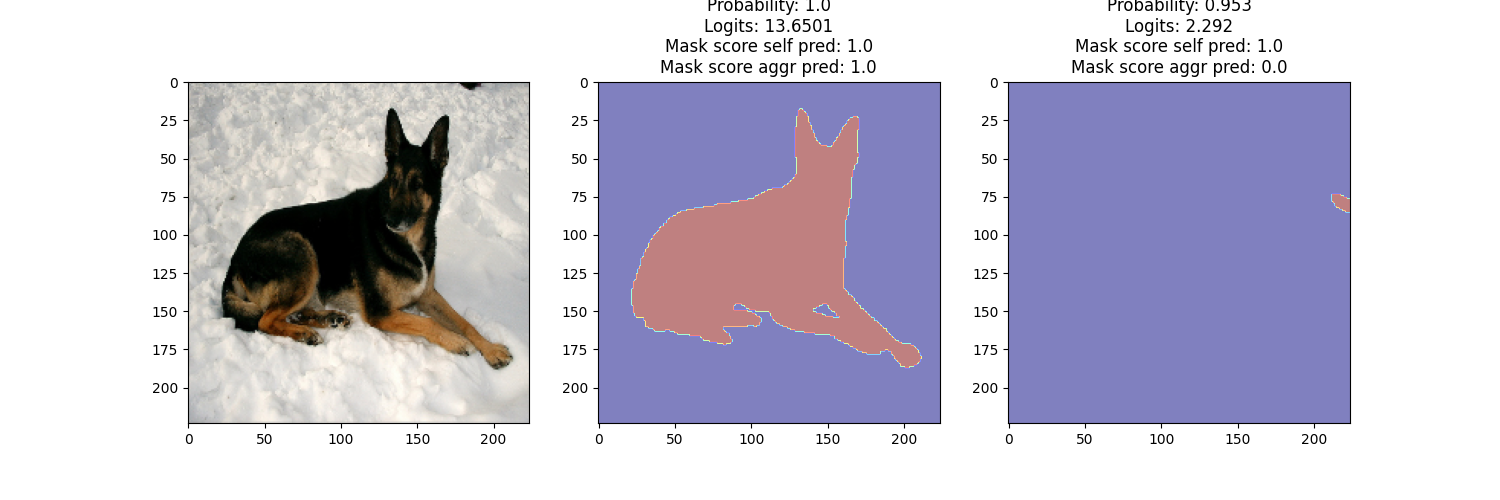 Probability: 1.0
Logits: 13.6501
Mask score self pred: 1.0
Mask score aggr pred: 1.0
Probability: 0.953
Logits: 2.292
Mask score self pred: 1.0
Mask score aggr pred: 0.0
0
25
50
75
100
125
150
175
200
0 50 100 150 200
0
25
50
75
100
125
150
175
200
0 50 100 150 200
0
25
50
75
100
125
150
175
200
0 50 100 150 200